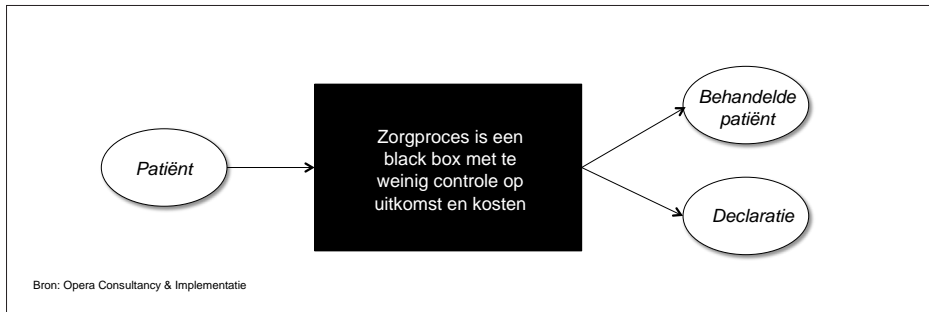 Patiënt
Zorgproces is een
black box met te
weinig controle op
uitkomst en kosten
Behandelde
patiënt
Declaratie
Bron: Opera Consultancy & Implementatie